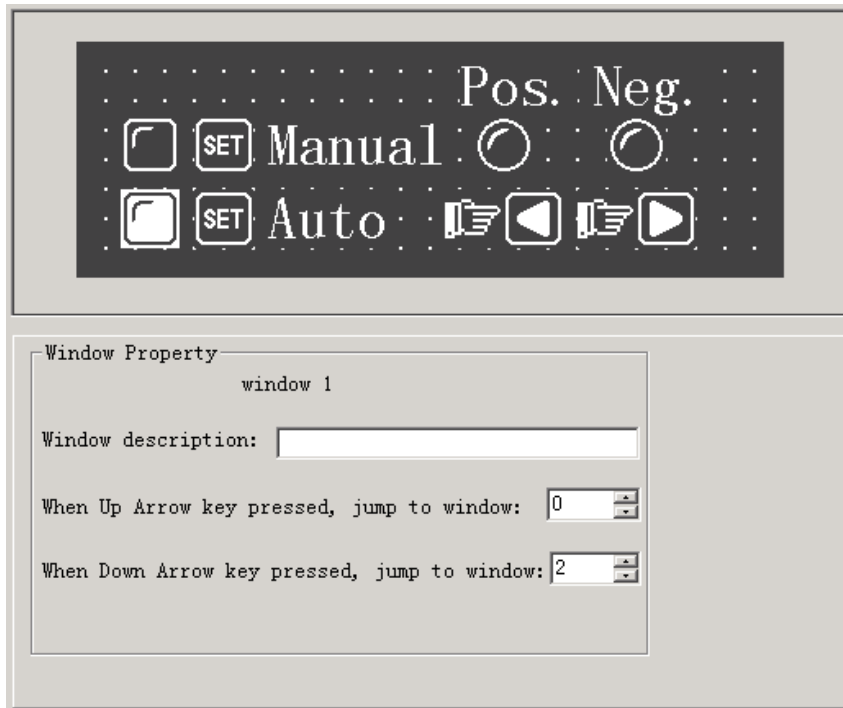 Pos. Neg.
SET Manual
SET Auto
Window Property
window 1
Window description:
When Up Arrow key pressed, jump to window: 0
When Down Arrow key pressed, jump to window: 2